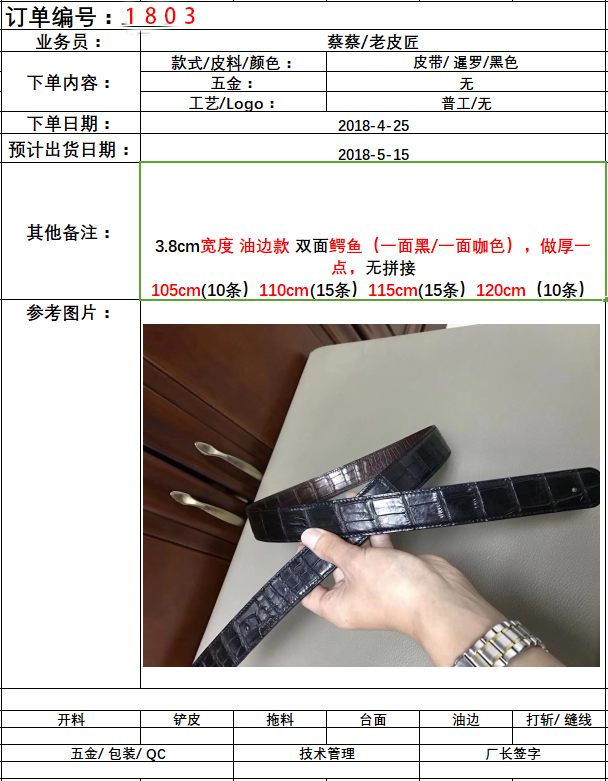 订单编号：1803
业务员： 蔡蔡/老皮匠
下单内容： 款式/皮料/颜色： 皮带/ 暹罗/黑色
五金： 无
工艺/Logo： 普工/无
下单日期： 2018-4-25
预计出货日期： 2018-5-15
其他备注： 3.8cm宽度 油边款 双面鳄鱼（一面黑/一面咖色），做厚一
点，无拼接
105cm(10条）110cm(15条）115cm(15条）120cm（10条）
参考图片：
开料 铲皮 拖料 台面 油边 打斩/ 缝线
五金/ 包装/ QC 技术管理 厂长签字